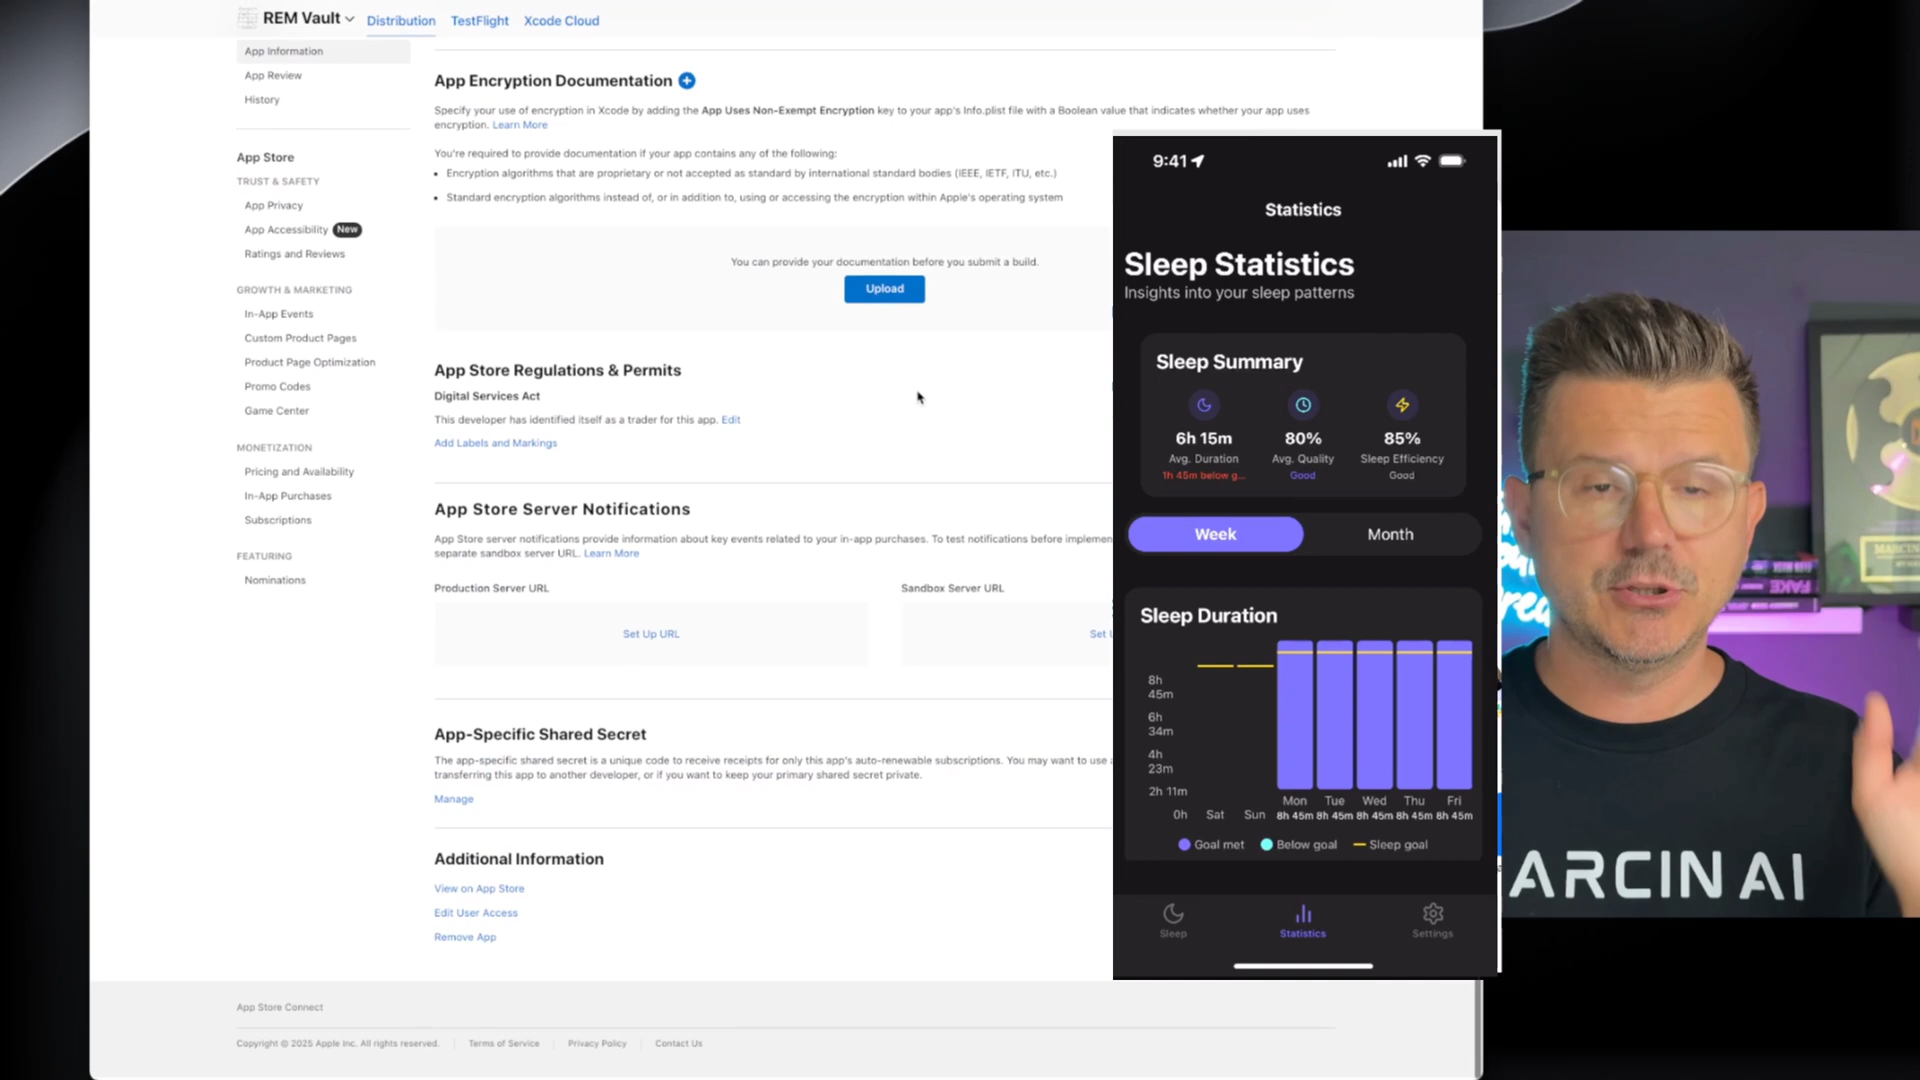 REM Vault
Distribution
TestFlight
Xcode Cloud
App Information
App Review
History
App Store
TRUST & SAFETY
App Privacy
App Accessibility New
Ratings and Reviews
GROWTH & MARKETING
In-App Events
Custom Product Pages
Product Page Optimization
Promo Codes
Game Center
MONETIZATION
Pricing and Availability
In-App Purchases
Subscriptions
FEATURING
Nominations
App Encryption Documentation
Specify your use of encryption in Xcode by adding the App Uses Non-Exempt Encryption key to your app's Info.plist file with a Boolean value that indicates whether your app uses
encryption. Learn More
You're required to provide documentation if your app contains any of the following:
• Encryption algorithms that are proprietary or not accepted as standard by international standard bodies (IEEE, IETF, ITU, etc.)
• Standard encryption algorithms instead of, or in addition to, using or accessing the encryption within Apple's operating system
You can provide your documentation before you submit a build.
Upload
App Store Regulations & Permits
Digital Services Act
This developer has identified itself as a trader for this app. Edit
Add Labels and Markings
App Store Server Notifications
App Store server notifications provide information about key events related to your in-app purchases. To test notifications before implemen
separate sandbox server URL. Learn More
Production Server URL
Sandbox Server URL
Set Up URL
Set U
App-Specific Shared Secret
The app-specific shared secret is a unique code to receive receipts for only this app's auto-renewable subscriptions. You may want to use a
transferring this app to another developer, or if you want to keep your primary shared secret private.
Manage
Additional Information
View on App Store
Edit User Access
Remove App
App Store Connect
Copyright © 2025 Apple Inc. All rights reserved.
Terms of Service
Privacy Policy
Contact Us
9:41
Statistics
Sleep Statistics
Insights into your sleep patterns
Sleep Summary
6h 15m
80%
85%
Avg. Duration
Avg. Quality
Sleep Efficiency
1h 45m below g...
Good
Good
Week
Month
Sleep Duration
8h
45m
6h
34m
4h
23m
2h 11m
0h
Sat
Sun
Mon
Tue
Wed
Thu
Fri
8h 45m
8h 45m
8h 45m
8h 45m
8h 45m
Goal met
Below goal
Sleep goal
Sleep
Statistics
Settings
ARCIN AI
FAKE